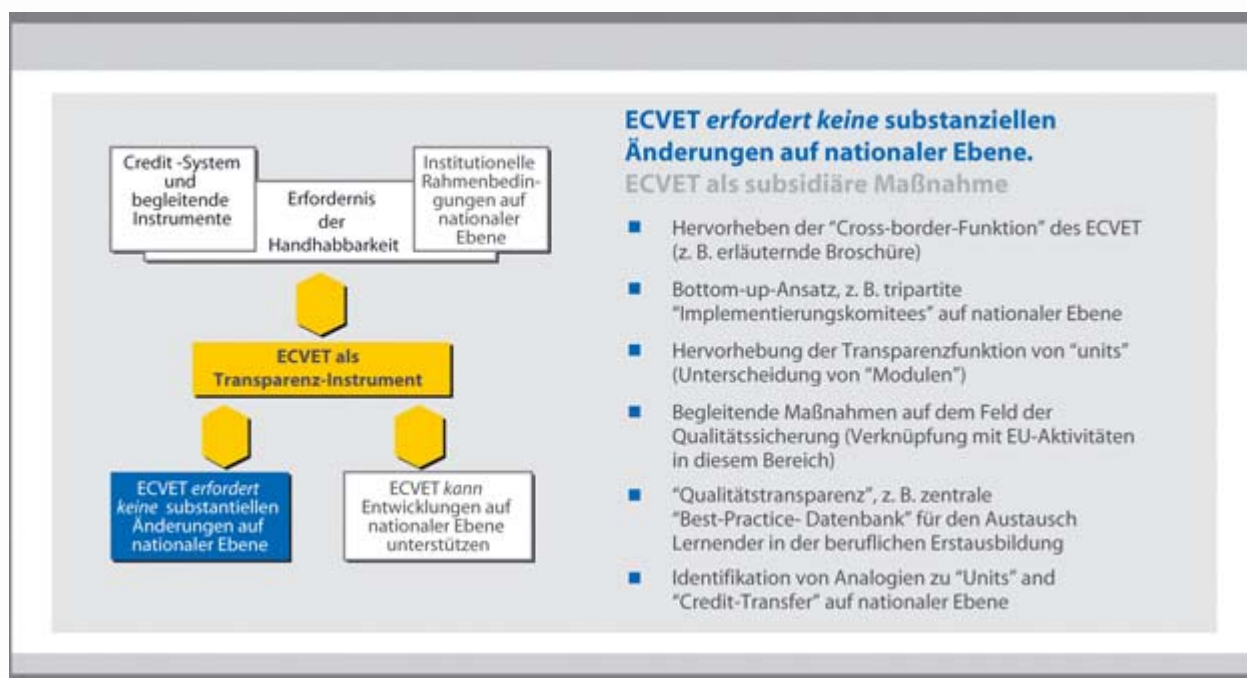 Credit -System
und
begleitende
Instrumente
Erfordernis
der
Handhabbarkeit
Institutionelle
Rahmenbedin-
gungen auf
nationaler
Ebene
ECVET als
Transparenz-Instrument
ECVET erfordert
keine substantiellen
Änderungen auf
nationaler Ebene
ECVET kann
Entwicklungen auf
nationaler Ebene
unterstützen
ECVET erfordert keine substanziellen
Änderungen auf nationaler Ebene.
ECVET als subsidiäre Maßnahme
Hervorheben der “Cross-border-Funktion” des ECVET
(z. B. erläuternde Broschüre)
Bottom-up-Ansatz, z. B. tripartite
“Implementierungskomitees” auf nationaler Ebene
Hervorhebung der Transparenzfunktion von “units”
(Unterscheidung von “Modulen”)
Begleitende Maßnahmen auf dem Feld der
Qualitätssicherung (Verknüpfung mit EU-Aktivitäten
in diesem Bereich)
“Qualitätstransparenz”, z. B. zentrale
“Best-Practice- Datenbank” für den Austausch
Lernender in der beruflichen Erstausbildung
Identifikation von Analogien zu “Units” and
“Credit-Transfer” auf nationaler Ebene